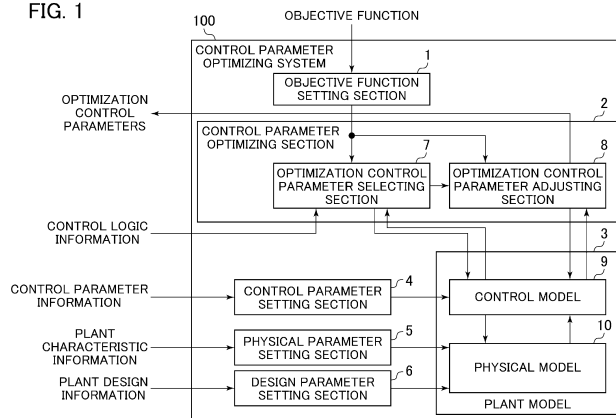 FIG. 1
OBJECTIVE FUNCTION
100
CONTROL PARAMETER
OPTIMIZING SYSTEM
1
OBJECTIVE FUNCTION
SETTING SECTION
OPTIMIZATION
CONTROL
PARAMETERS
2
CONTROL PARAMETER
OPTIMIZING SECTION
7
8
OPTIMIZATION CONTROL
PARAMETER SELECTING
SECTION
OPTIMIZATION CONTROL
PARAMETER ADJUSTING
SECTION
CONTROL LOGIC
INFORMATION
3
9
CONTROL PARAMETER
INFORMATION
4
CONTROL PARAMETER
SETTING SECTION
CONTROL MODEL
PLANT
CHARACTERISTIC
INFORMATION
5
PHYSICAL PARAMETER
SETTING SECTION
10
PHYSICAL MODEL
PLANT DESIGN
INFORMATION
6
DESIGN PARAMETER
SETTING SECTION
PLANT MODEL